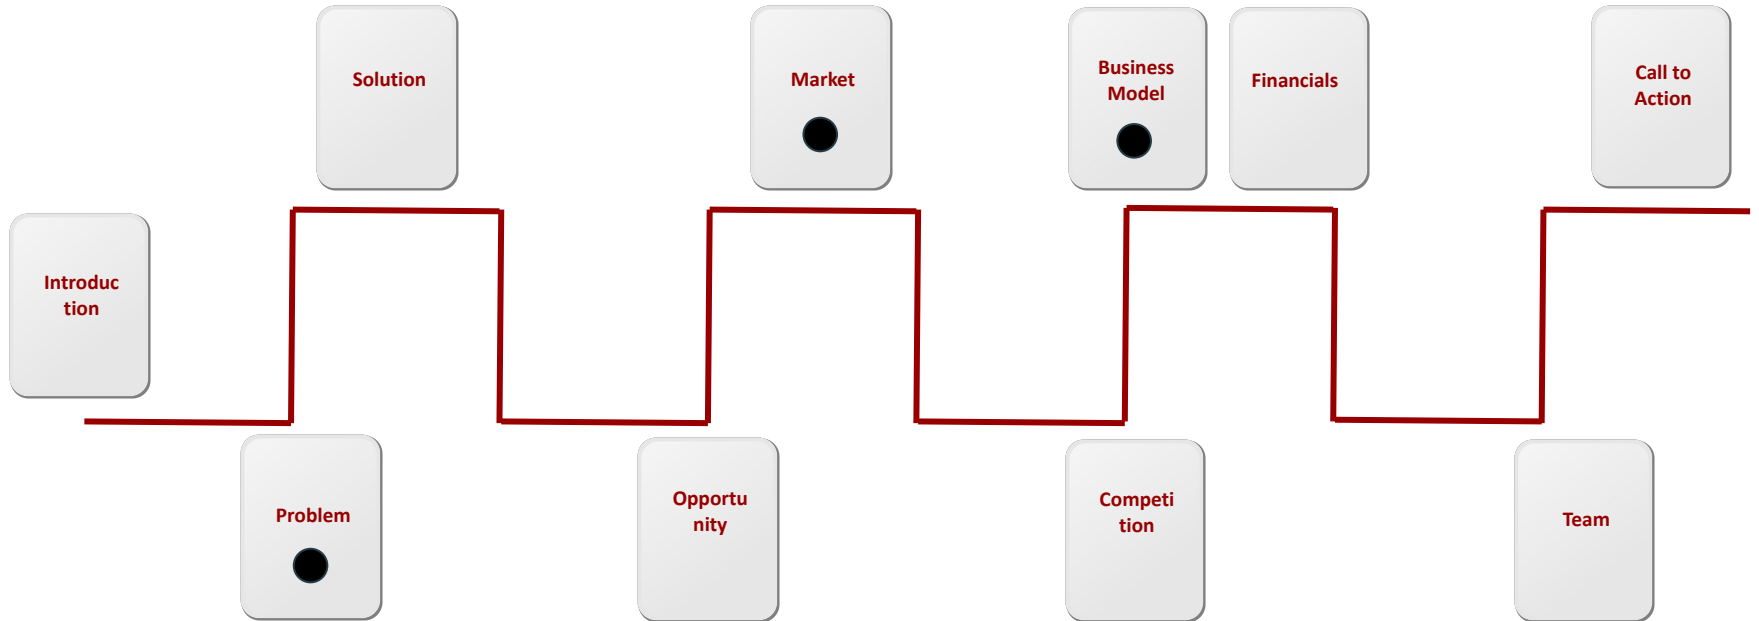 Solution
Market
Business
Model
Financials
Call to
Action
Introduc
tion
Problem
Opportu
nity
Competi
tion
Team